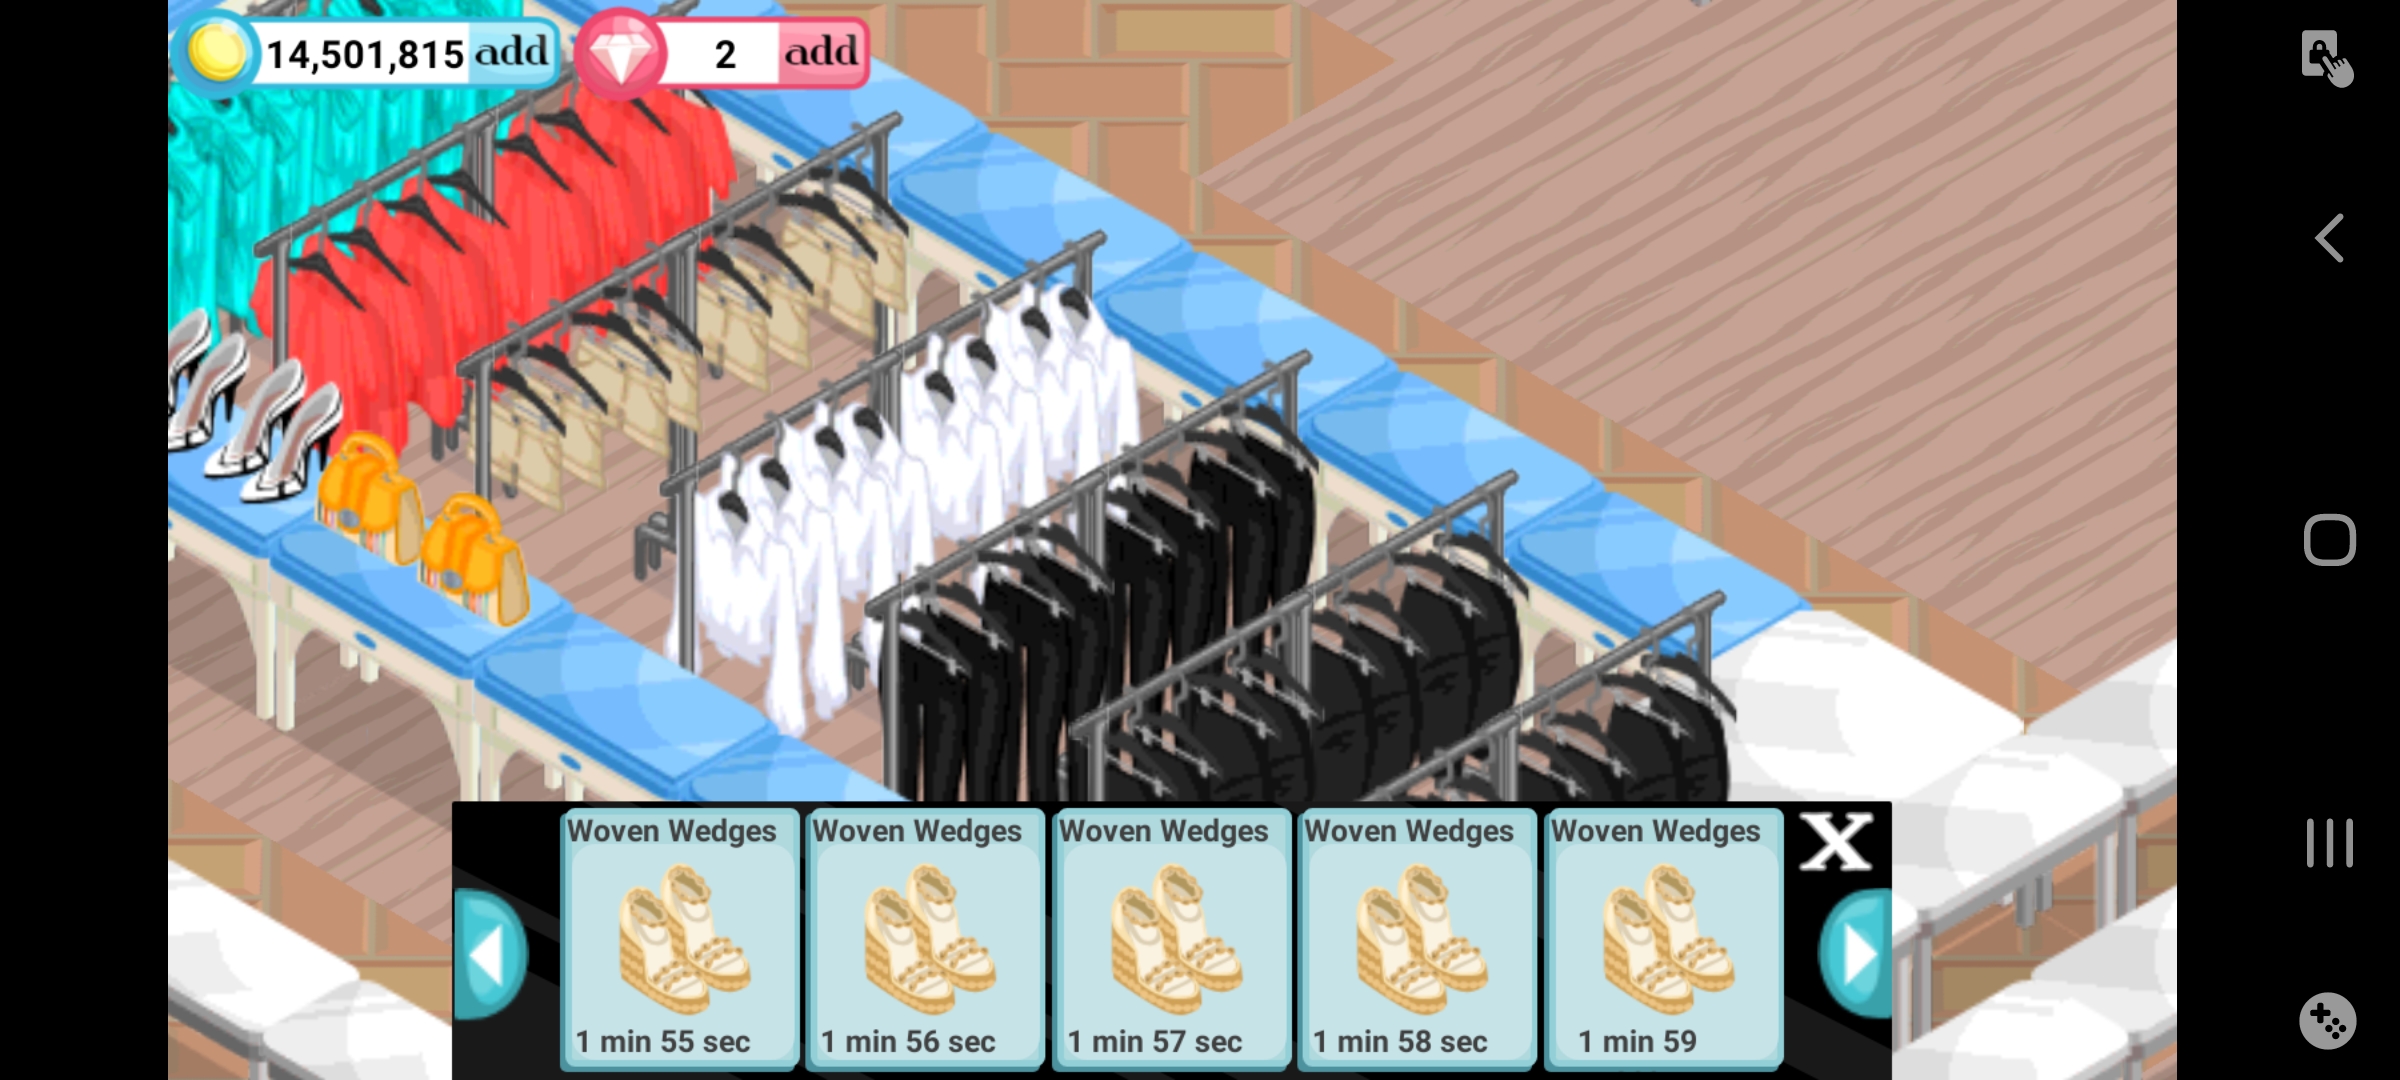 14,501,815 add 2 add
Woven Wedges Woven Wedges Woven Wedges Woven Wedges Woven Wedges X
1 min 55 sec 1 min 56 sec 1 min 57 sec 1 min 58 sec 1 min 59